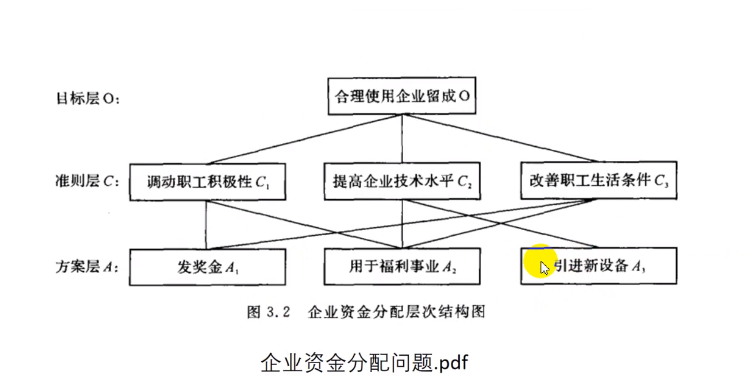 目标层O：
合理使用企业留成O
准则层C：
调动职工积极性C₁
提高企业技术水平C₂
改善职工生活条件C₃
方案层A：
发奖金A₁
用于福利事业A₂
引进新设备A₃
图 3.2 企业资金分配层次结构图
企业资金分配问题.pdf